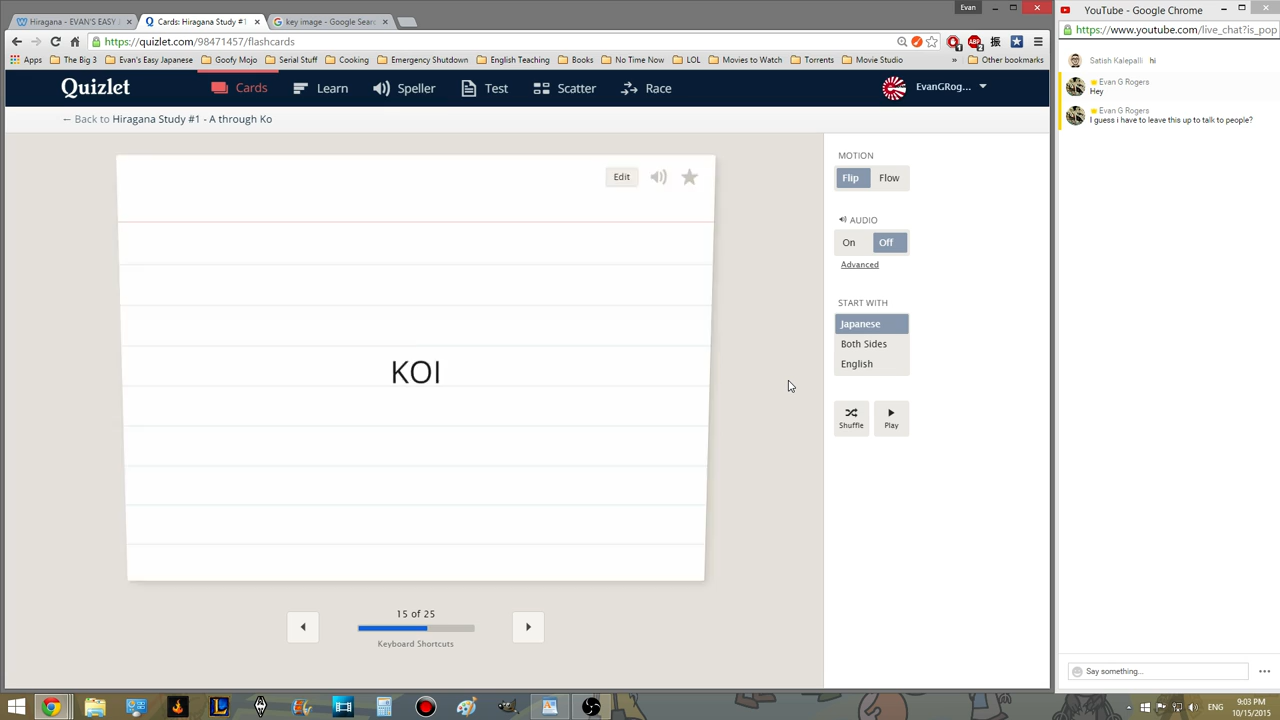 Hiragana - EVAN'S EASY J
Cards: Hiragana Study #1
key image - Google Searc
Evan
https://quizlet.com/98471457/flashcards
Apps The Big 3 Evan's Easy Japanese Goofy Mojo Serial Stuff Cooking Emergency Shutdown English Teaching Books No Time Now LOL Movies to Watch Torrents Movie Studio » Other bookmarks
Quizlet Cards Learn Speller Test Scatter Race EvanGRog...
← Back to Hiragana Study #1 - A through Ko
Edit
KOI
15 of 25
Keyboard Shortcuts
MOTION
Flip Flow
AUDIO
On Off
Advanced
START WITH
Japanese
Both Sides
English
Shuffle Play
YouTube - Google Chrome
https://www.youtube.com/live_chat?is_pop
Satish Kalepalli hi
Evan G Rogers
Hey
Evan G Rogers
I guess i have to leave this up to talk to people?
Say something...
ENG
9:03 PM
10/15/2015